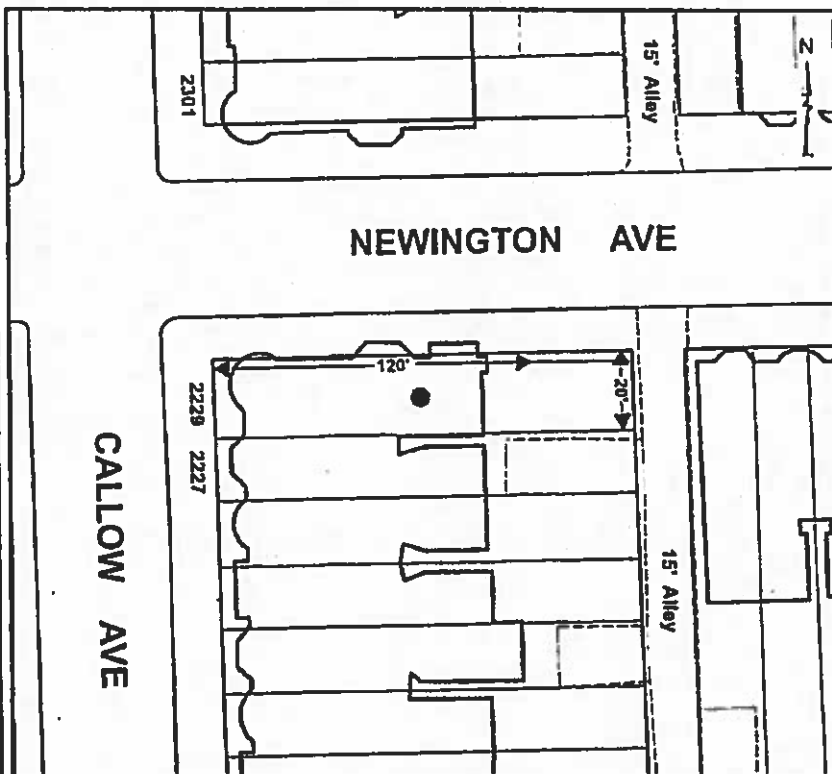 2301
15' Alley
N
NEWINGTON AVE
120'
20'
2229
2227
CALLOW AVE
15' Alley